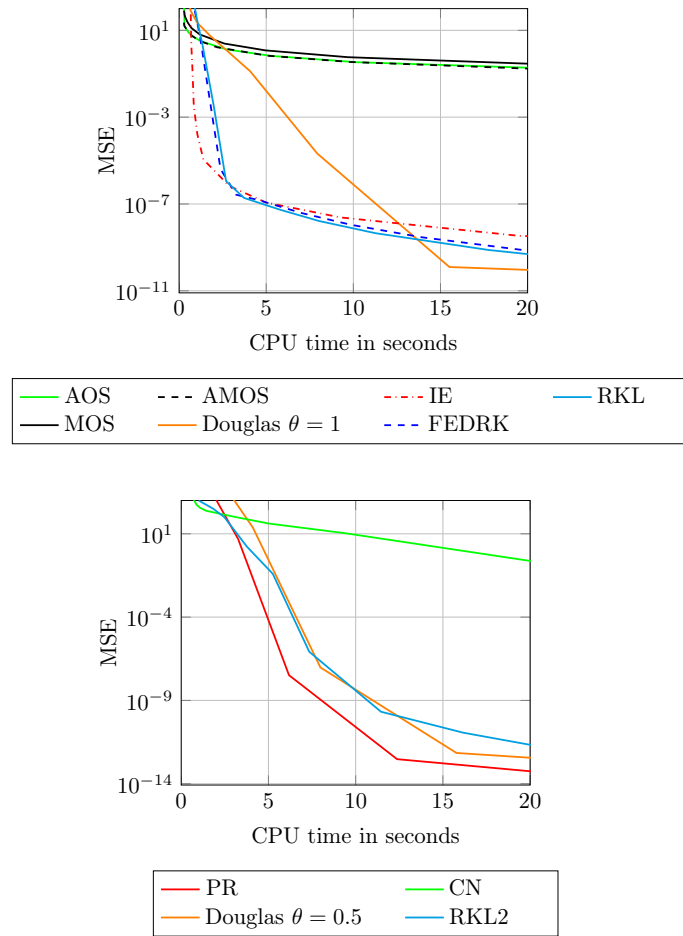 10^1
10^−3
10^−7
10^−11
MSE
0 5 10 15 20
CPU time in seconds
AOS AMOS IE RKL
MOS Douglas θ = 1 FEDRK
10^1
10^−4
10^−9
10^−14
MSE
0 5 10 15 20
CPU time in seconds
PR CN
Douglas θ = 0.5 RKL2